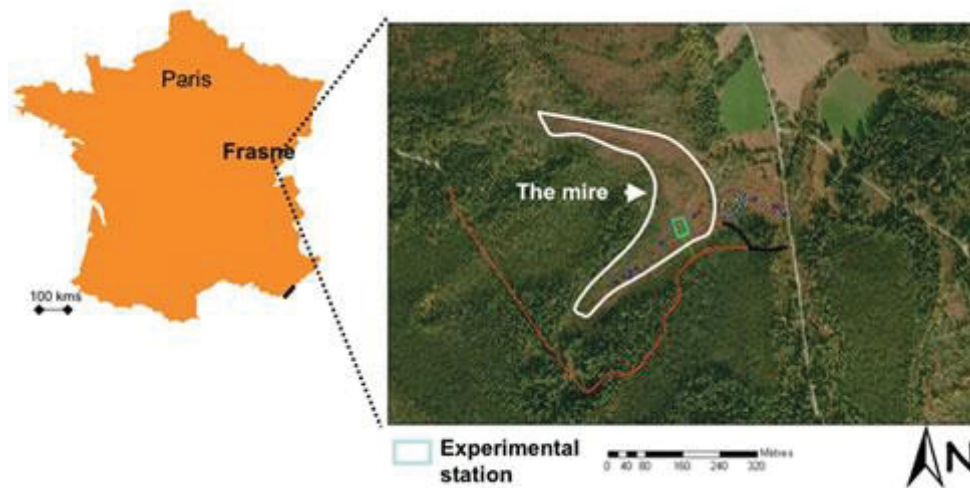 Paris
Frasne
100 kms
The mire
Experimental
station
Mètres
0 40 80 160 240 320
N